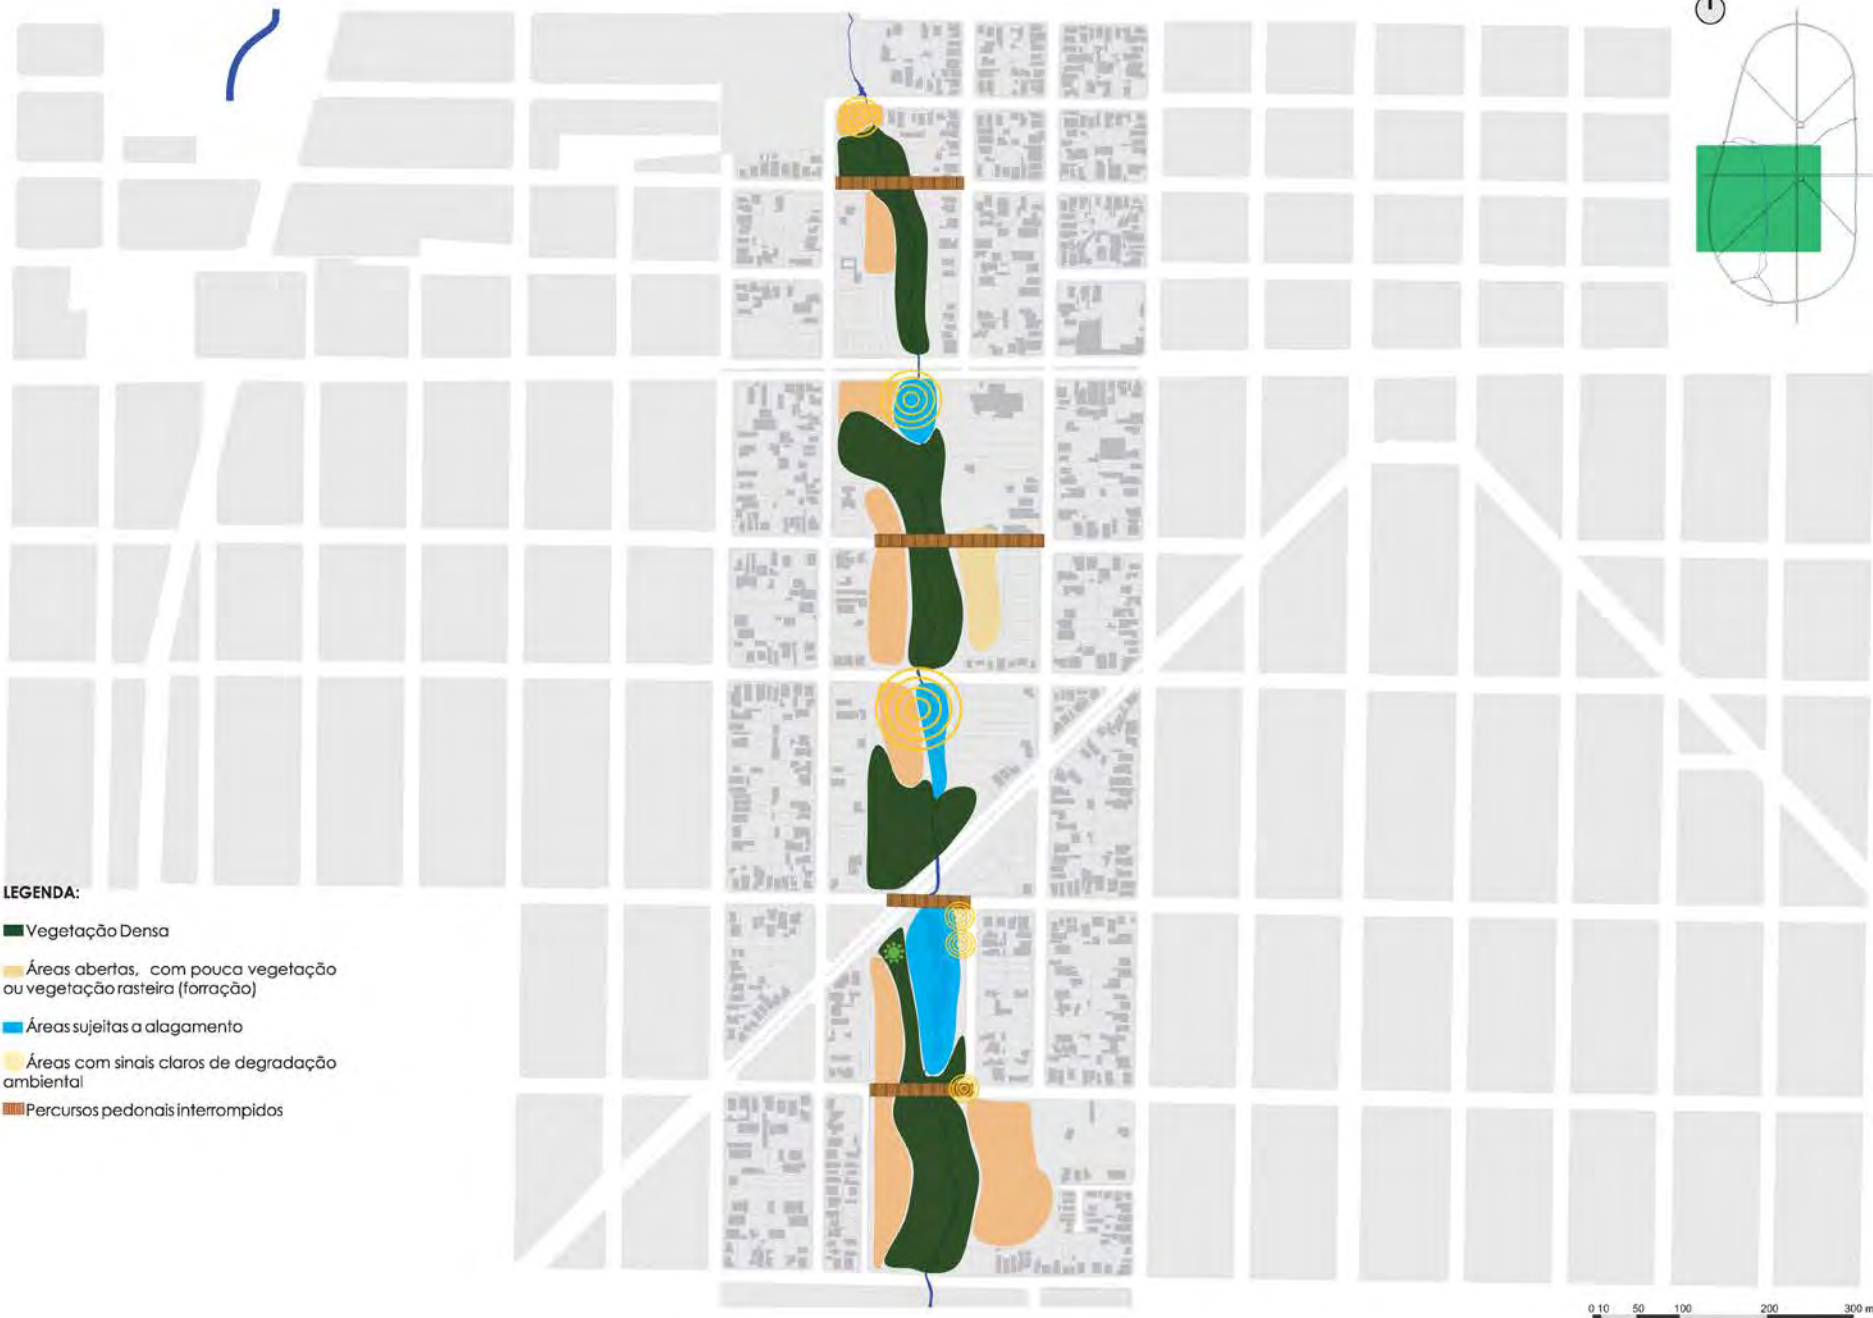 LEGENDA:
Vegetação Densa
Áreas abertas, com pouca vegetação
ou vegetação rasteira (forração)
Áreas sujeitas a alagamento
Áreas com sinais claros de degradação
ambiental
Percursos pedonais interrompidos
0 10 50 100 200 300 m